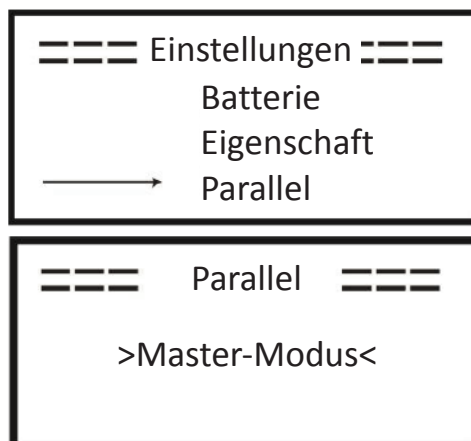 === Einstellungen ===
Batterie
Eigenschaft
Parallel
=== Parallel ===
>Master-Modus<